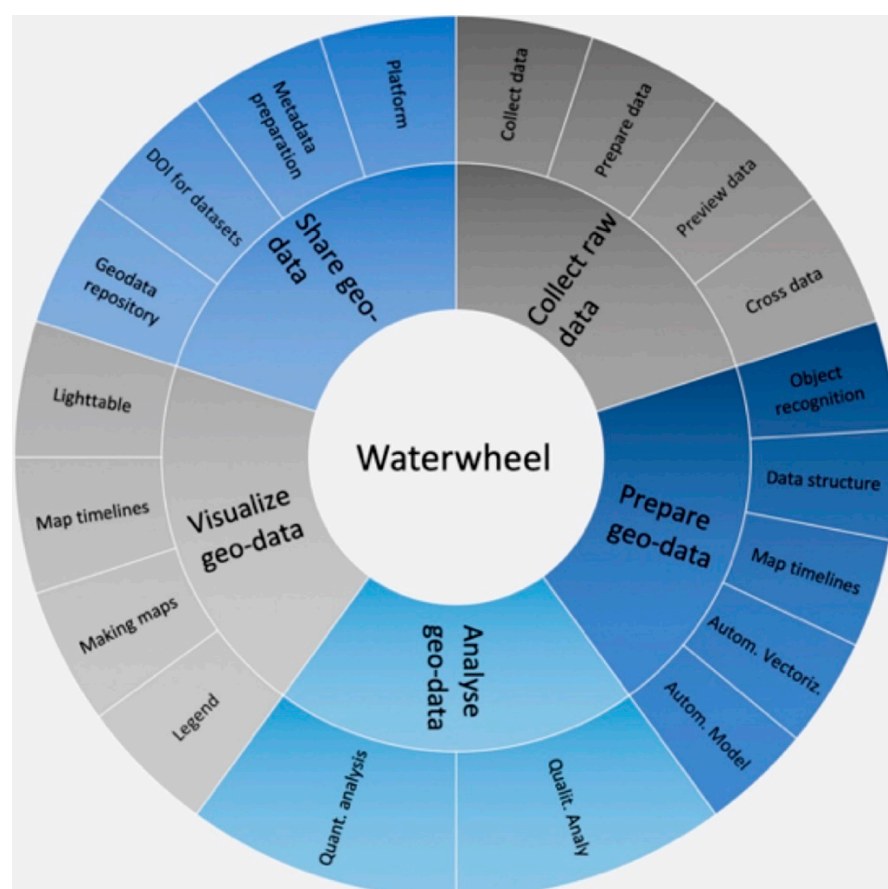 Waterwheel
Collect raw
data
Collect data
Prepare data
Preview data
Cross data
Prepare
geo-data
Object
recognition
Data structure
Map timelines
Autom. Vectoriz.
Autom. Model
Analyse
geo-data
Qualit. Analy
Quant. analysis
Visualize
geo-data
Legend
Making maps
Map timelines
Lighttable
Share geo-
data
Geodata
repository
DOI for datasets
Metadata
preparation
Platform